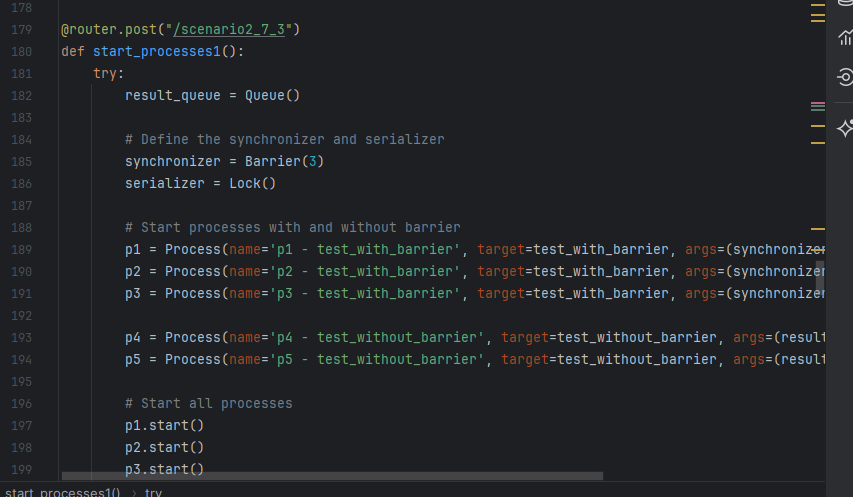 178
179 @router.post("/scenario2_7_3")
180 def start_processes1():
181 try:
182 result_queue = Queue()
183
184 # Define the synchronizer and serializer
185 synchronizer = Barrier(3)
186 serializer = Lock()
187
188 # Start processes with and without barrier
189 p1 = Process(name='p1 - test_with_barrier', target=test_with_barrier, args=(synchronizer
190 p2 = Process(name='p2 - test_with_barrier', target=test_with_barrier, args=(synchronizer
191 p3 = Process(name='p3 - test_with_barrier', target=test_with_barrier, args=(synchronizer
192
193 p4 = Process(name='p4 - test_without_barrier', target=test_without_barrier, args=(result
194 p5 = Process(name='p5 - test_without_barrier', target=test_without_barrier, args=(result
195
196 # Start all processes
197 p1.start()
198 p2.start()
199 p3.start()
start_processes1() › try